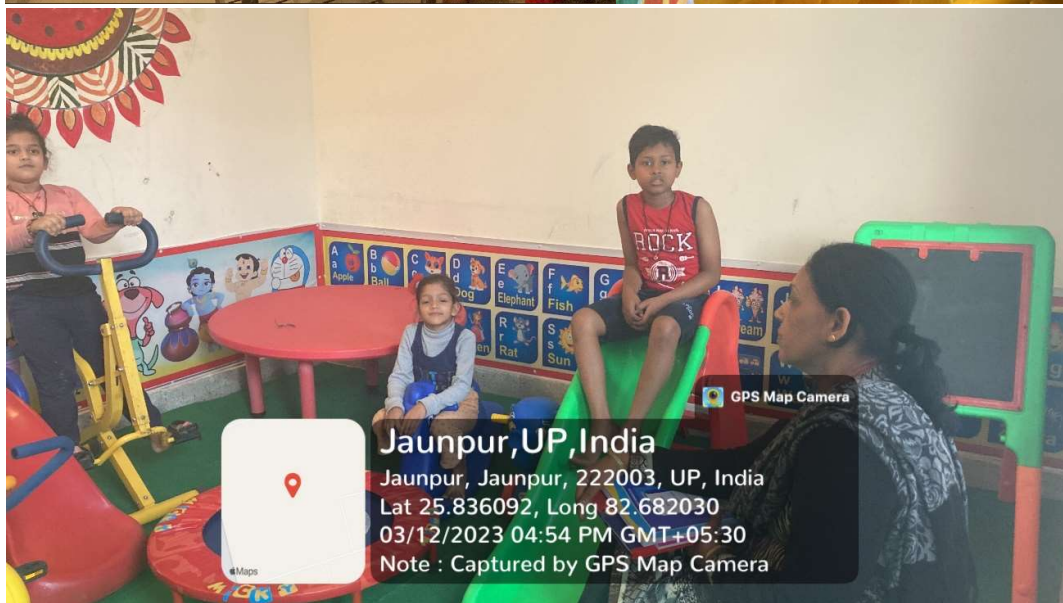 A
a
Apple
B
b
Ball
C
c
D
d
Dog
E
e
Elephant
F
f
Fish
G
g
R
r
Rat
S
s
Sun
ROCK
GPS Map Camera
Jaunpur,UP,India
Jaunpur, Jaunpur, 222003, UP, India
Lat 25.836092, Long 82.682030
03/12/2023 04:54 PM GMT+05:30
Note : Captured by GPS Map Camera
Maps